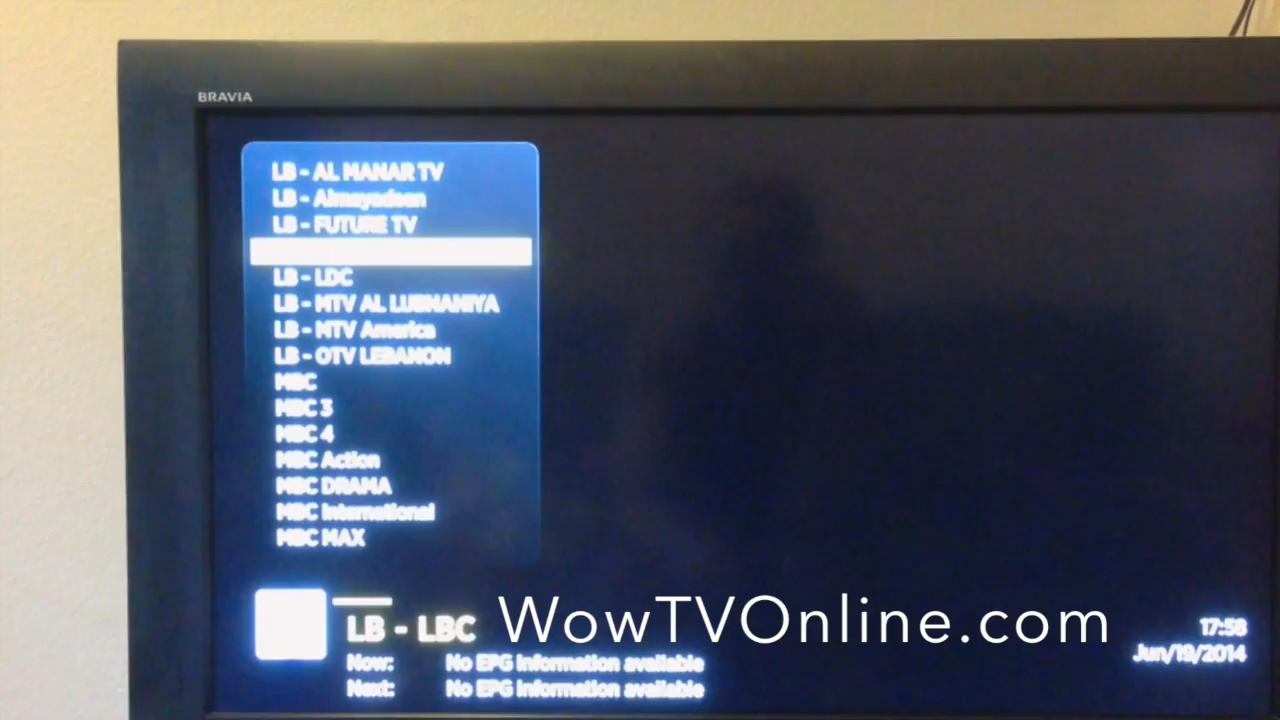 BRAVIA
LB - AL MANAR TV
LB - Almayadeen
LB - FUTURE TV
LB - LDC
LB - MTV AL LUBNANIYA
LB - MTV America
LB - OTV LEBANON
MBC
MBC 3
MBC 4
MBC Action
MBC DRAMA
MBC International
MBC MAX
LB - LBC
WowTVOnline.com
17:58
Now: No EPG information available
Jun/19/2014
Next: No EPG information available